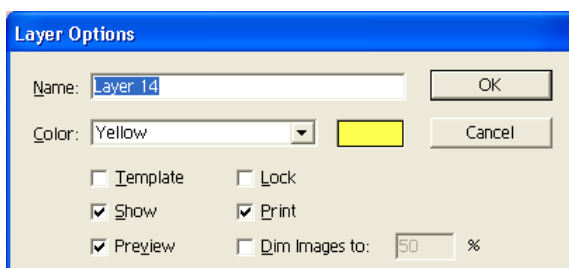 Layer Options
Name: Layer 14 OK
Color: Yellow Cancel
Template Lock
Show Print
Preview Dim Images to: 50 %